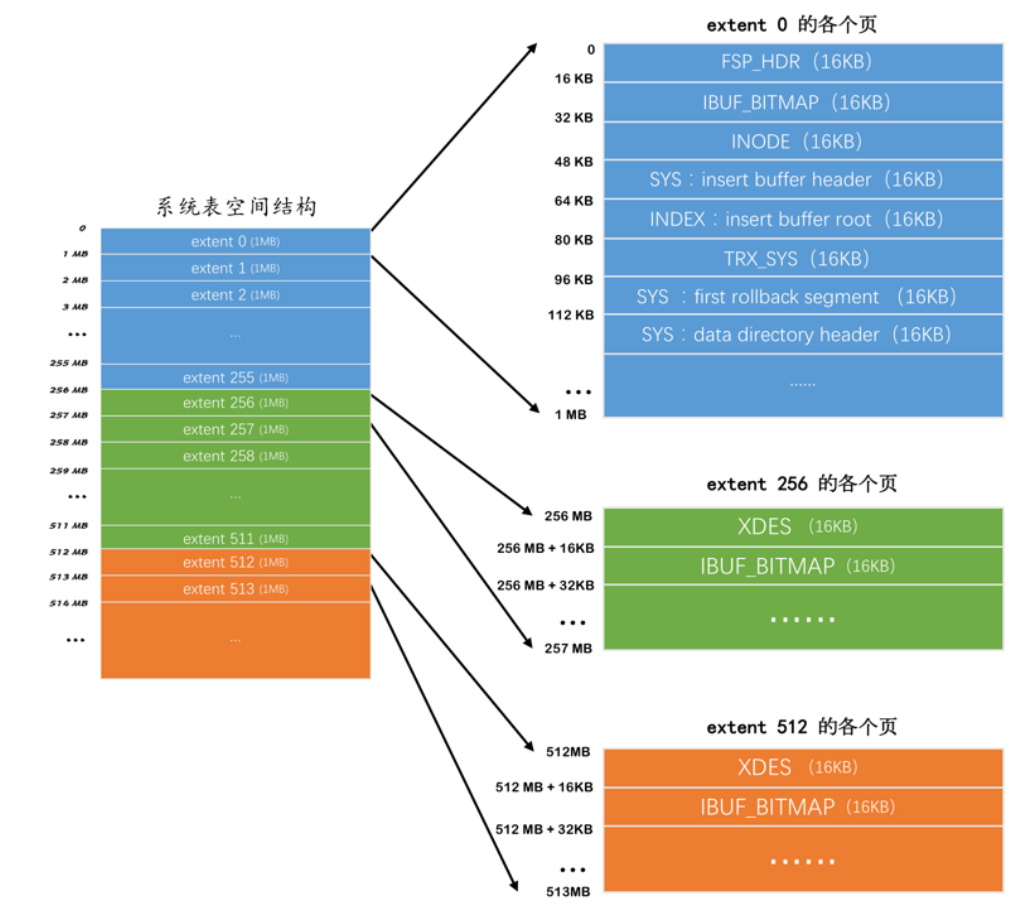 系统表空间结构
0
extent 0 (1MB)
1 MB
extent 1 (1MB)
2 MB
extent 2 (1MB)
3 MB
...
...
255 MB
extent 255 (1MB)
256 MB
extent 256 (1MB)
257 MB
extent 257 (1MB)
258 MB
extent 258 (1MB)
259 MB
...
...
511 MB
extent 511 (1MB)
512 MB
extent 512 (1MB)
513 MB
extent 513 (1MB)
514 MB
...
...
extent 0 的各个页
0
FSP_HDR（16KB）
16 KB
IBUF_BITMAP（16KB）
32 KB
INODE（16KB）
48 KB
SYS：insert buffer header（16KB）
64 KB
INDEX：insert buffer root（16KB）
80 KB
TRX_SYS（16KB）
96 KB
SYS ：first rollback segment （16KB）
112 KB
SYS：data directory header（16KB）
......
...
1 MB
extent 256 的各个页
256 MB
XDES （16KB）
256 MB + 16KB
IBUF_BITMAP（16KB）
256 MB + 32KB
......
...
257 MB
extent 512 的各个页
512MB
XDES （16KB）
512 MB + 16KB
IBUF_BITMAP（16KB）
512 MB + 32KB
......
...
513MB